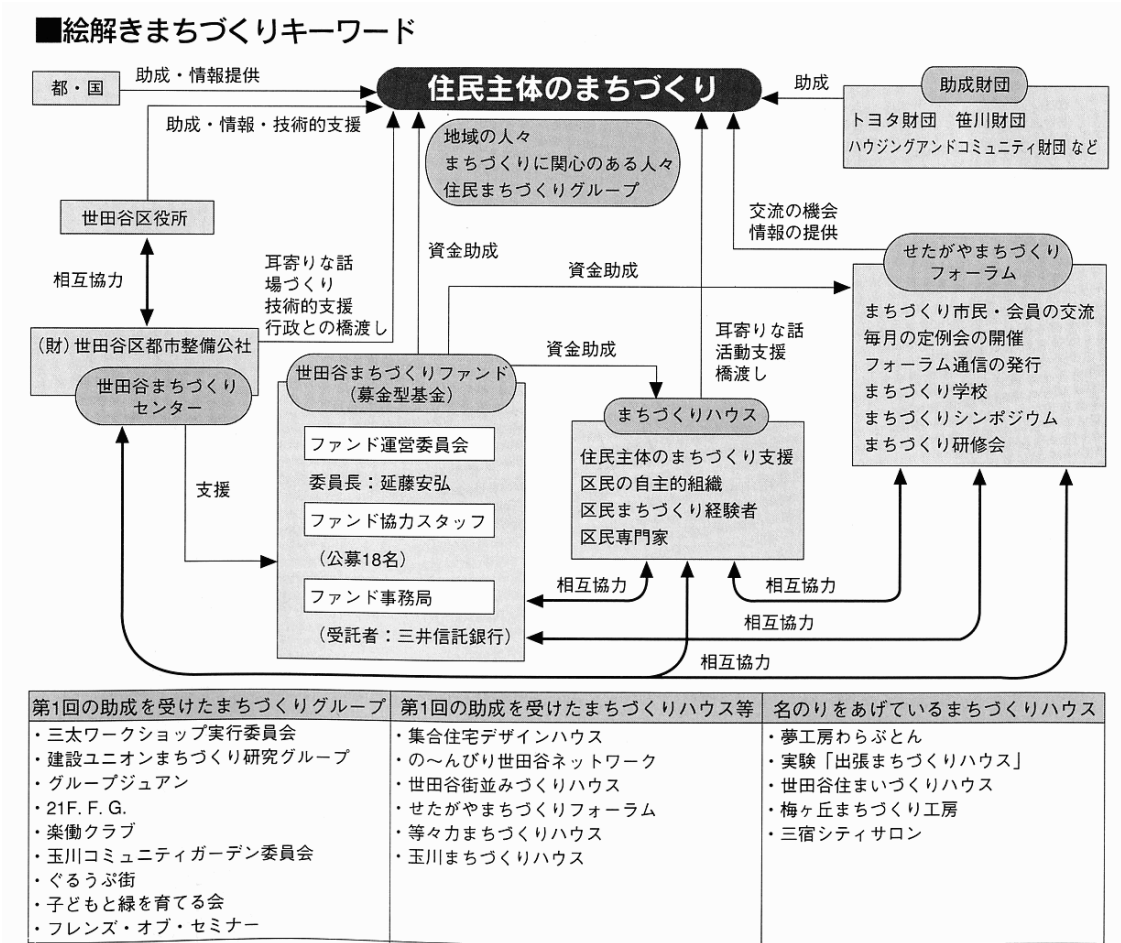 ■絵解きまちづくりキーワード
都・国
助成・情報提供
住民主体のまちづくり
助成
助成財団
トヨタ財団　笹川財団
ハウジングアンドコミュニティ財団 など
助成・情報・技術的支援
地域の人々
まちづくりに関心のある人々
住民まちづくりグループ
世田谷区役所
相互協力
耳寄りな話
場づくり
技術的支援
行政との橋渡し
資金助成
資金助成
交流の機会
情報の提供
せたがやまちづくり
フォーラム
まちづくり市民・会員の交流
毎月の定例会の開催
フォーラム通信の発行
まちづくり学校
まちづくりシンポジウム
まちづくり研修会
(財)世田谷区都市整備公社
世田谷まちづくり
センター
支援
世田谷まちづくりファンド
(募金型基金)
資金助成
耳寄りな話
活動支援
橋渡し
ファンド運営委員会
委員長：延藤安弘
ファンド協力スタッフ
(公募18名)
ファンド事務局
(受託者：三井信託銀行)
まちづくりハウス
住民主体のまちづくり支援
区民の自主的組織
区民まちづくり経験者
区民専門家
相互協力
相互協力
相互協力
相互協力
第1回の助成を受けたまちづくりグループ
・三太ワークショップ実行委員会
・建設ユニオンまちづくり研究グループ
・グループジュアン
・21F. F. G.
・楽働クラブ
・玉川コミュニティガーデン委員会
・ぐるうぷ街
・子どもと緑を育てる会
・フレンズ・オブ・セミナー
第1回の助成を受けたまちづくりハウス等
・集合住宅デザインハウス
・の〜んびり世田谷ネットワーク
・世田谷街並みづくりハウス
・せたがやまちづくりフォーラム
・等々力まちづくりハウス
・玉川まちづくりハウス
名のりをあげているまちづくりハウス
・夢工房わらぶとん
・実験「出張まちづくりハウス」
・世田谷住まいづくりハウス
・梅ヶ丘まちづくり工房
・三宿シティサロン